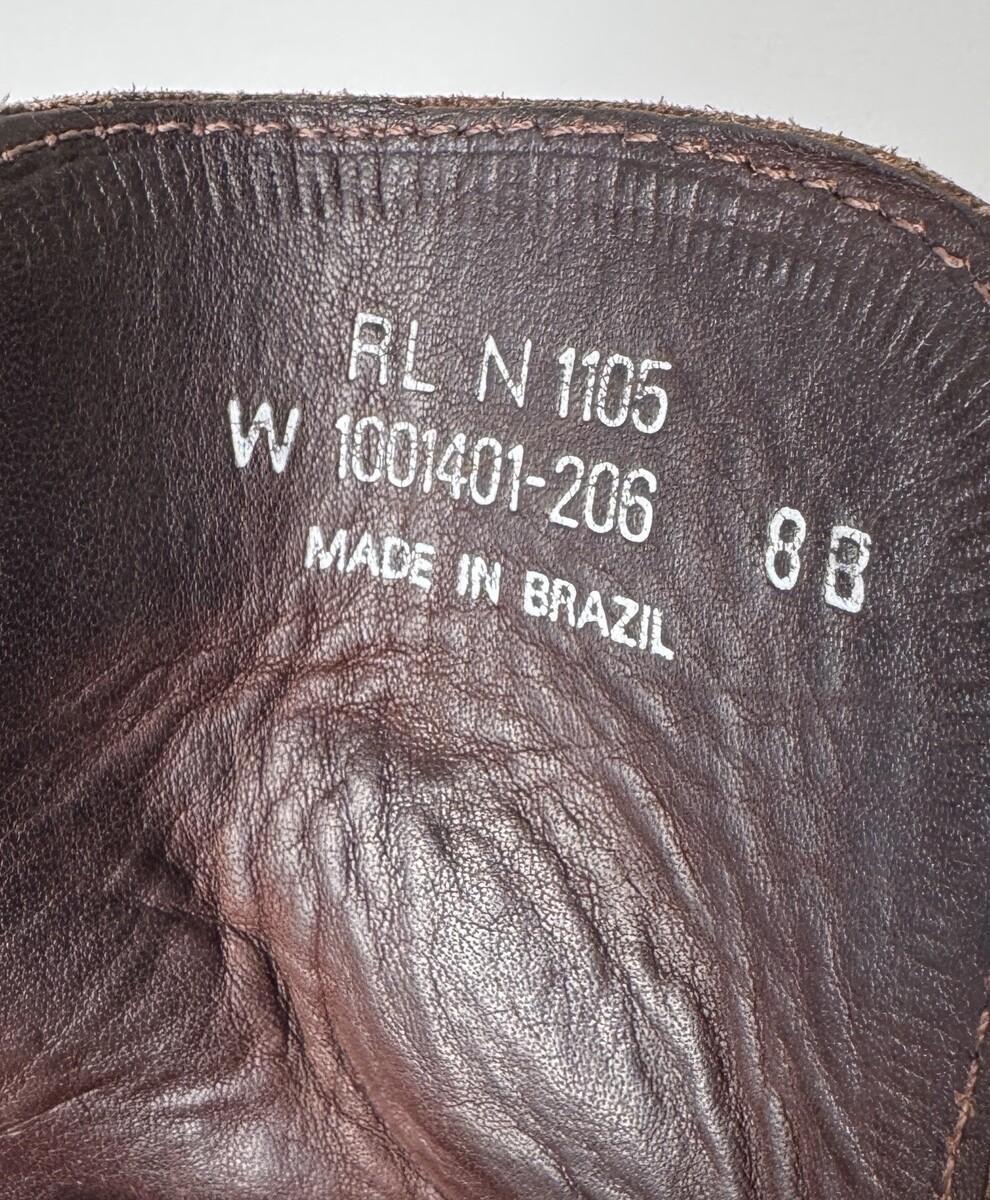 RL N 1105
W 1001401-206 8 B
MADE IN BRAZIL